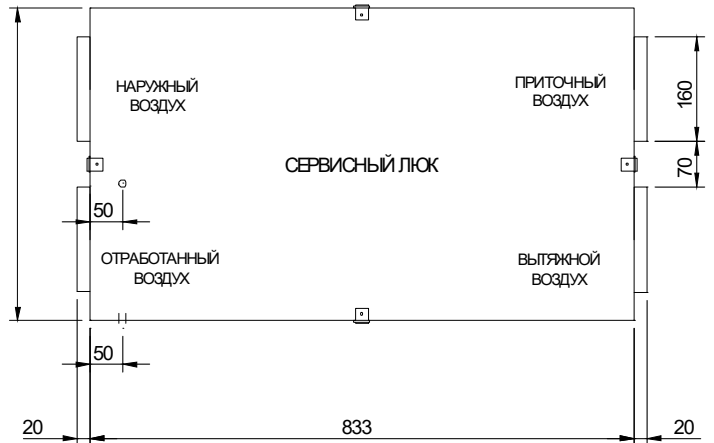 НАРУЖНЫЙ
ВОЗДУХ
ПРИТОЧНЫЙ
ВОЗДУХ
160
СЕРВИСНЫЙ ЛЮК
70
50
ОТРАБОТАННЫЙ
ВОЗДУХ
ВЫТЯЖНОЙ
ВОЗДУХ
50
20
833
20